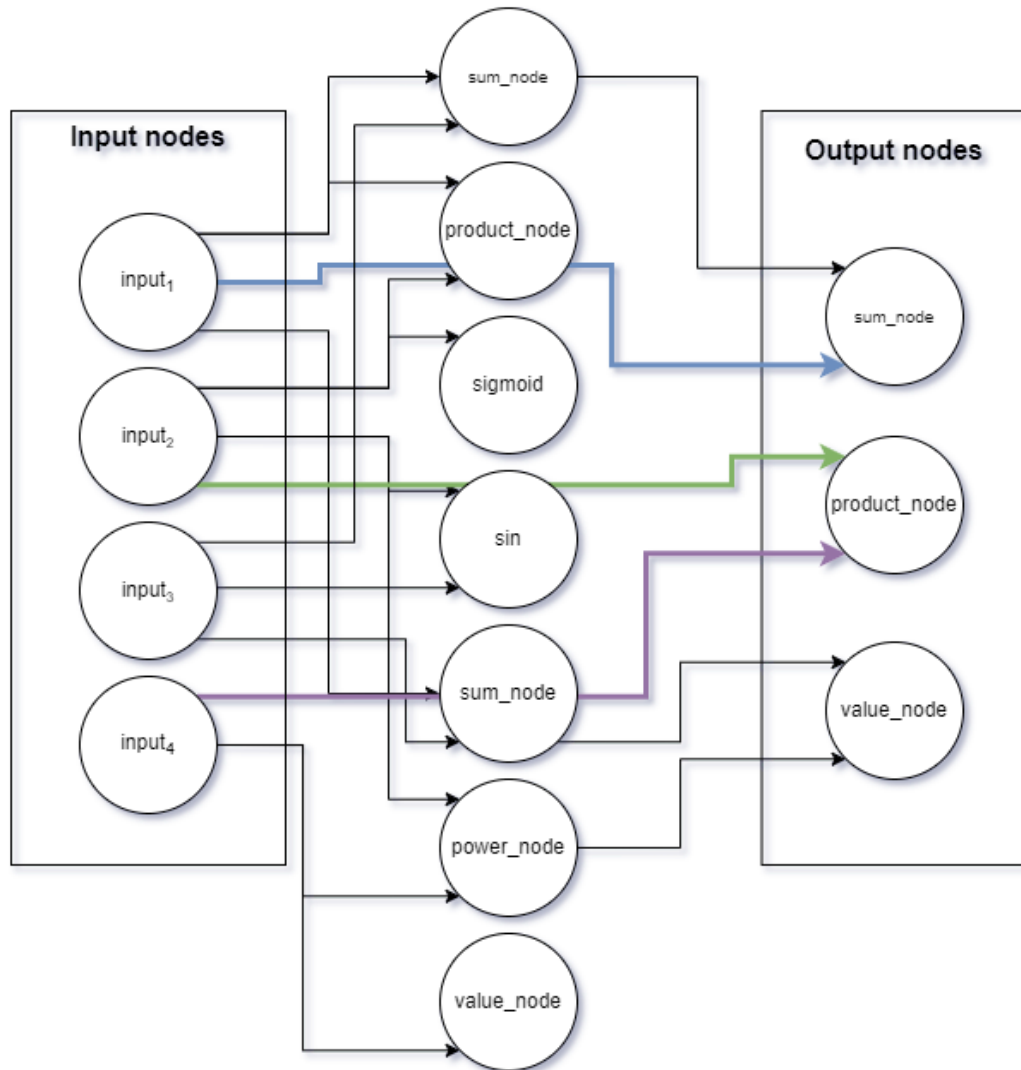 Input nodes
input1
input2
input3
input4
sum_node
product_node
sigmoid
sin
sum_node
power_node
value_node
Output nodes
sum_node
product_node
value_node